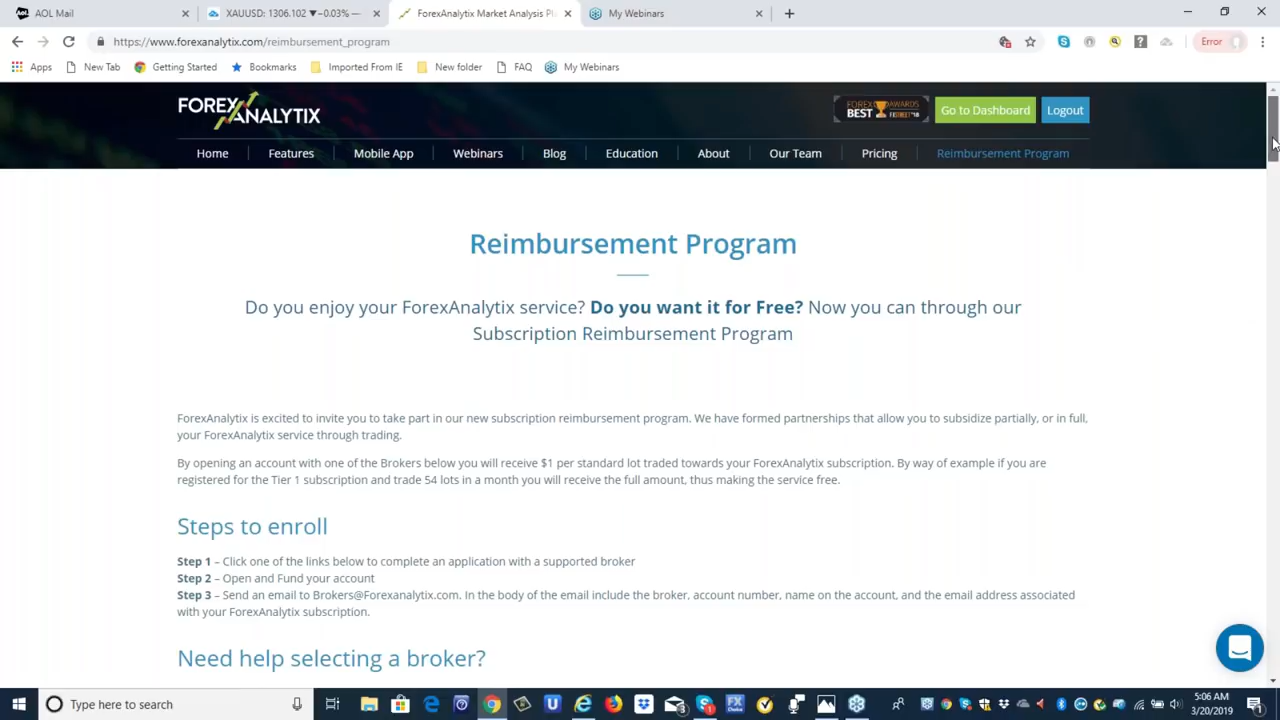 AOL Mail
XAUUSD: 1306.102 ▼−0.03% —
ForexAnalytix Market Analysis Pl
My Webinars
https://www.forexanalytix.com/reimbursement_program
Error
Apps
New Tab
Getting Started
Bookmarks
Imported From IE
New folder
FAQ
My Webinars
FOREX ANALYTIX
FOREX AWARDS
BEST
Go to Dashboard
Logout
Home
Features
Mobile App
Webinars
Blog
Education
About
Our Team
Pricing
Reimbursement Program
Reimbursement Program
Do you enjoy your ForexAnalytix service? Do you want it for Free? Now you can through our
Subscription Reimbursement Program
ForexAnalytix is excited to invite you to take part in our new subscription reimbursement program. We have formed partnerships that allow you to subsidize partially, or in full,
your ForexAnalytix service through trading.
By opening an account with one of the Brokers below you will receive $1 per standard lot traded towards your ForexAnalytix subscription. By way of example if you are
registered for the Tier 1 subscription and trade 54 lots in a month you will receive the full amount, thus making the service free.
Steps to enroll
Step 1 – Click one of the links below to complete an application with a supported broker
Step 2 – Open and Fund your account
Step 3 – Send an email to Brokers@Forexanalytix.com. In the body of the email include the broker, account number, name on the account, and the email address associated
with your ForexAnalytix subscription.
Need help selecting a broker?
Type here to search
5:06 AM
3/20/2019